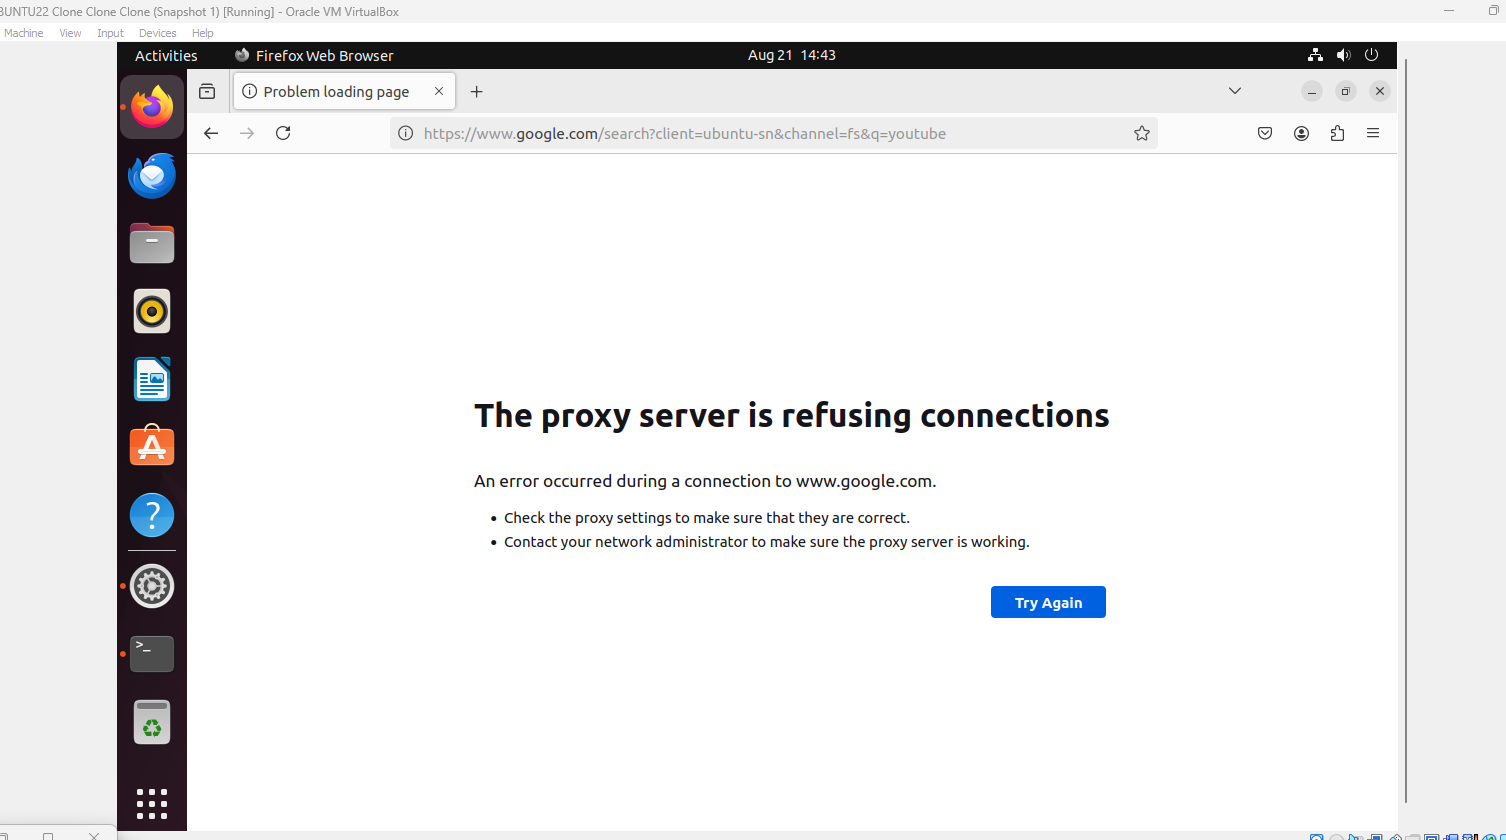 BUNTU22 Clone Clone Clone (Snapshot 1) [Running] - Oracle VM VirtualBox
Machine View Input Devices Help
Activities Firefox Web Browser Aug 21 14:43
Problem loading page
https://www.google.com/search?client=ubuntu-sn&channel=fs&q=youtube
The proxy server is refusing connections
An error occurred during a connection to www.google.com.
• Check the proxy settings to make sure that they are correct.
• Contact your network administrator to make sure the proxy server is working.
Try Again